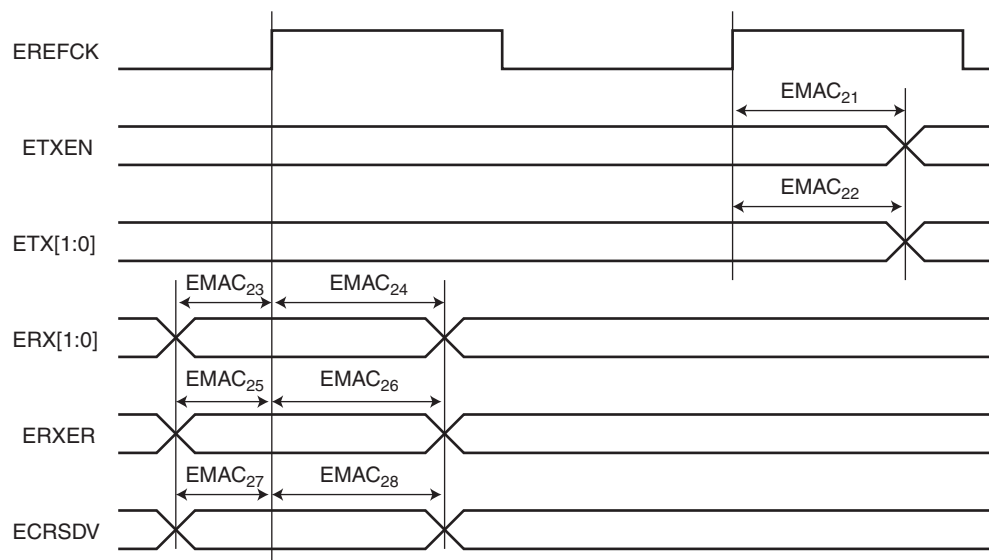 EREFCK
EMAC21
ETXEN
EMAC22
ETX[1:0]
EMAC23 EMAC24
ERX[1:0]
EMAC25 EMAC26
ERXER
EMAC27 EMAC28
ECRSDV